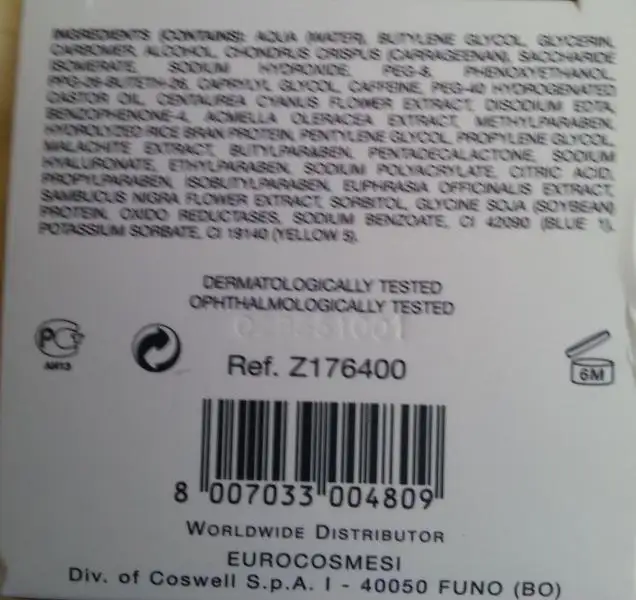 INGREDIENTS (CONTAINS): AQUA (WATER), BUTYLENE GLYCOL, GLYCERIN,
CARBOMER, ALCOHOL, CHONDRUS CRISPUS (CARRAGEENAN), SACCHARIDE
ISOMERATE, SODIUM HYDROXIDE, PEG-8, PHENOXYETHANOL,
PPG-26-BUTETH-26, CAPRYLYL GLYCOL, CAFFEINE, PEG-40 HYDROGENATED
CASTOR OIL, CENTAUREA CYANUS FLOWER EXTRACT, DISODIUM EDTA,
BENZOPHENONE-4, ACMELLA OLERACEA EXTRACT, METHYLPARABEN,
HYDROLYZED RICE BRAN PROTEIN, PENTYLENE GLYCOL, PROPYLENE GLYCOL,
MALACHITE EXTRACT, BUTYLPARABEN, PENTADECALACTONE, SODIUM
HYALURONATE, ETHYLPARABEN, SODIUM POLYACRYLATE, CITRIC ACID,
PROPYLPARABEN, ISOBUTYLPARABEN, EUPHRASIA OFFICINALIS EXTRACT,
SAMBUCUS NIGRA FLOWER EXTRACT, SORBITOL, GLYCINE SOJA (SOYBEAN)
PROTEIN, OXIDO REDUCTASES, SODIUM BENZOATE, CI 42090 (BLUE 1),
POTASSIUM SORBATE, CI 19140 (YELLOW 5).
DERMATOLOGICALLY TESTED
OPHTHALMOLOGICALLY TESTED
Ref. Z176400
6M
8 007033 004809
WORLDWIDE DISTRIBUTOR
EUROCOSMESI
Div. of Coswell S.p.A. I - 40050 FUNO (BO)